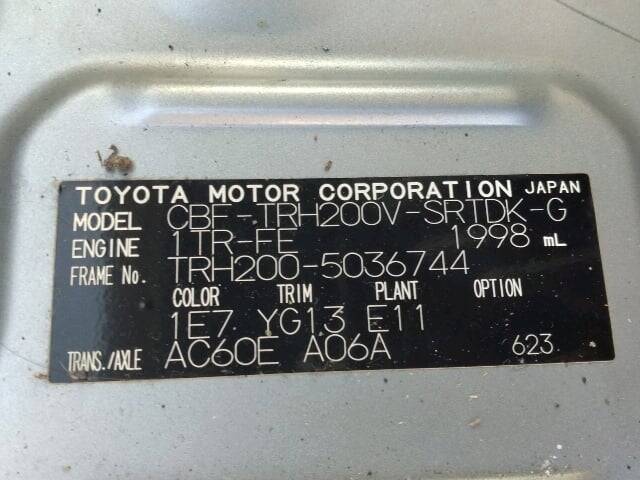 TOYOTA MOTOR CORPORATION JAPAN
MODEL CBF-TRH200V-SRTDK-G
ENGINE 1TR-FE 1998 mL
FRAME No. TRH200-5036744
COLOR TRIM PLANT OPTION
1E7 YG13 E11
TRANS./AXLE AC60E A06A 623